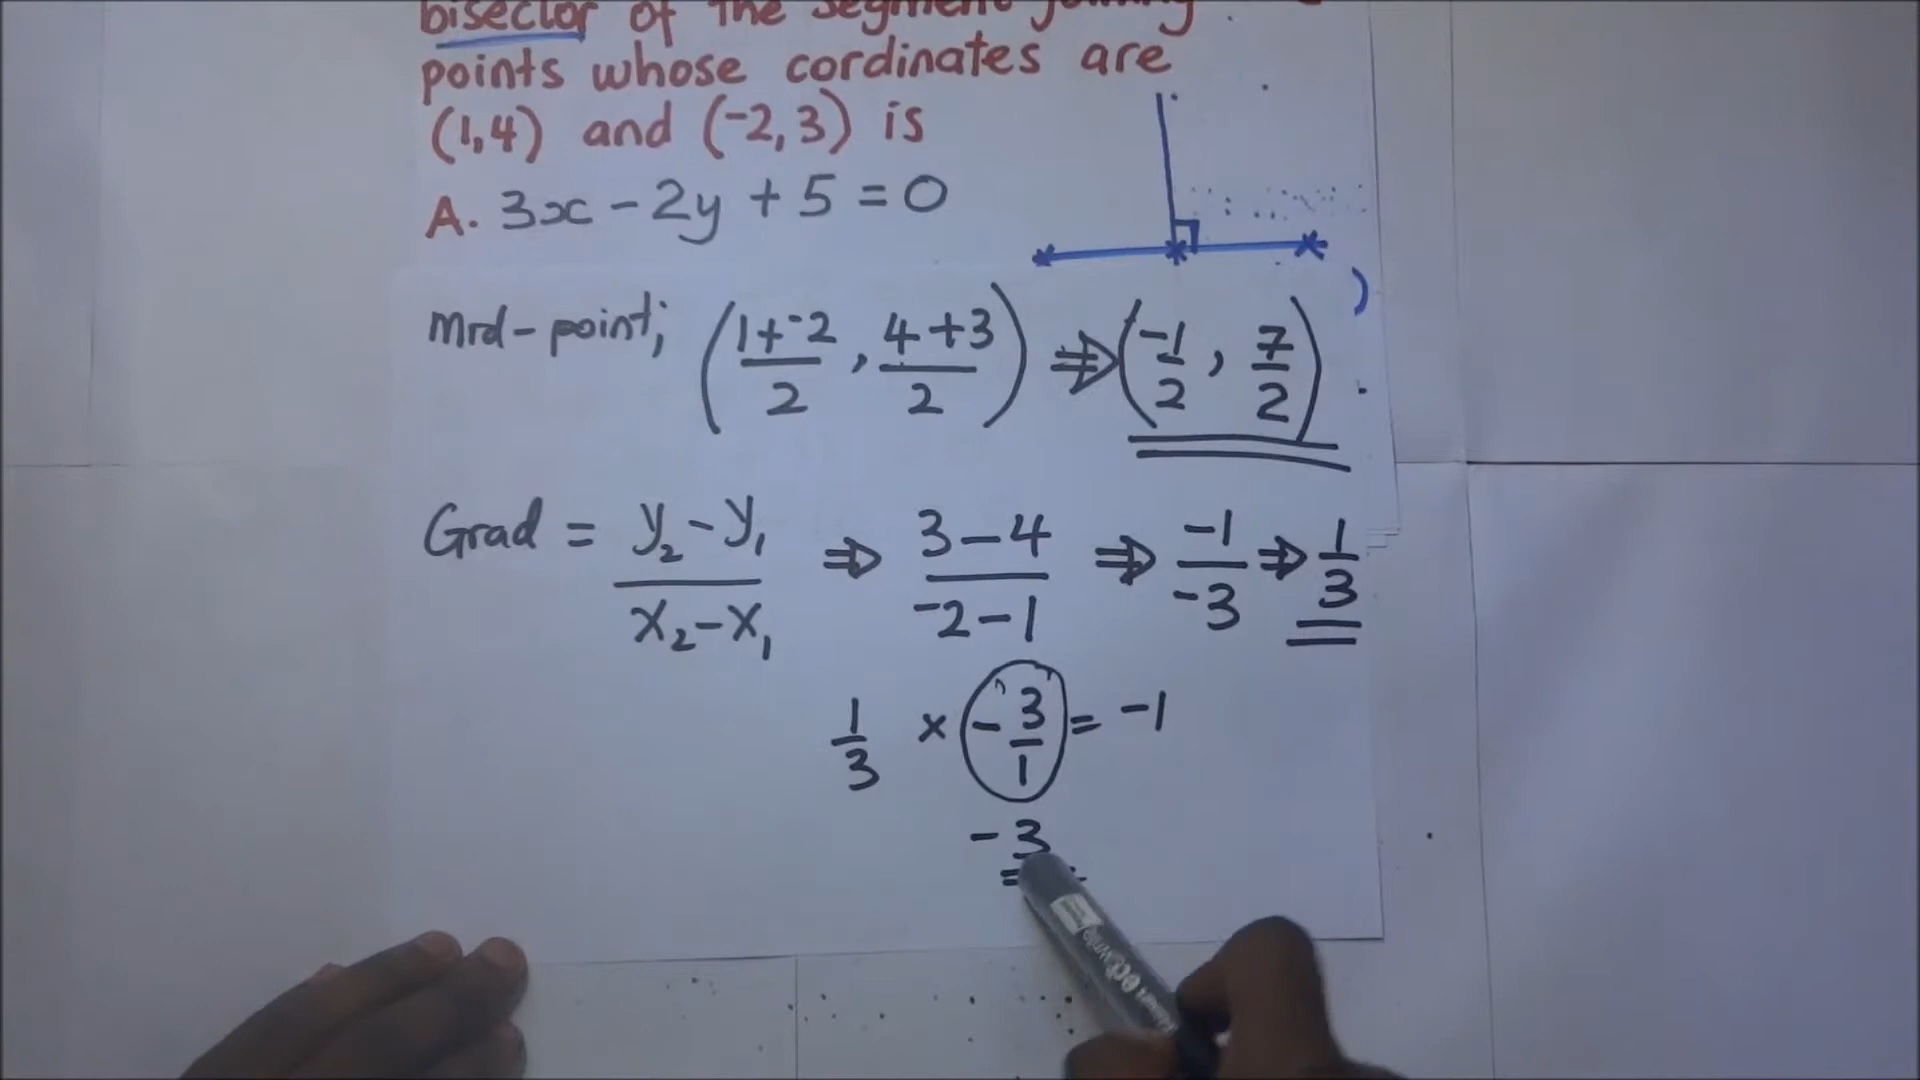 bisector of the segment joining
points whose cordinates are
(1,4) and (-2,3) is
A. 3x - 2y + 5 = 0
Mid-point; (1+-2/2, 4+3/2) ⇒ (-1/2, 7/2)
Grad = y₂-y₁/x₂-x₁ ⇒ 3-4/-2-1 ⇒ -1/-3 ⇒ 1/3
1/3 × -3/1 = -1
-3